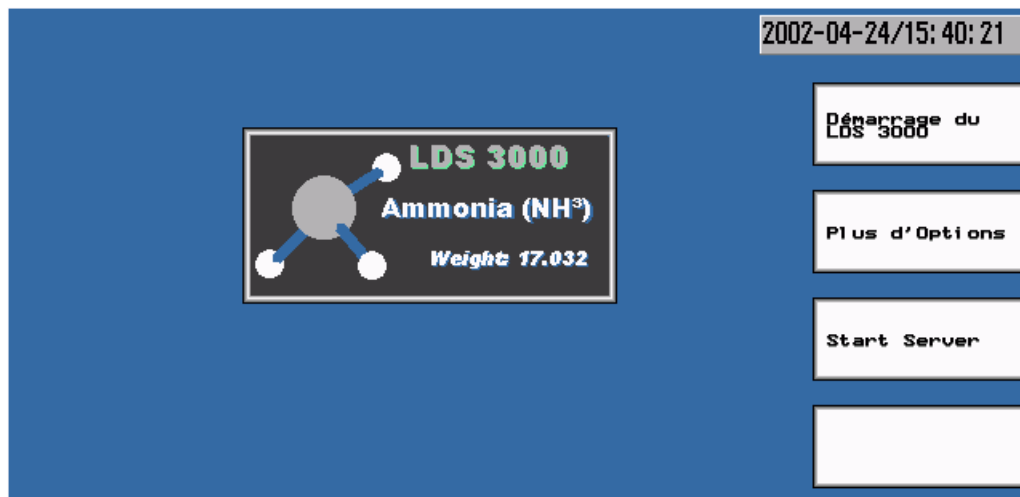 2002-04-24/15:40:21
LDS 3000
Ammonia (NH³)
Weight: 17.032
Démarrage du
LDS 3000
Plus d'Options
Start Server